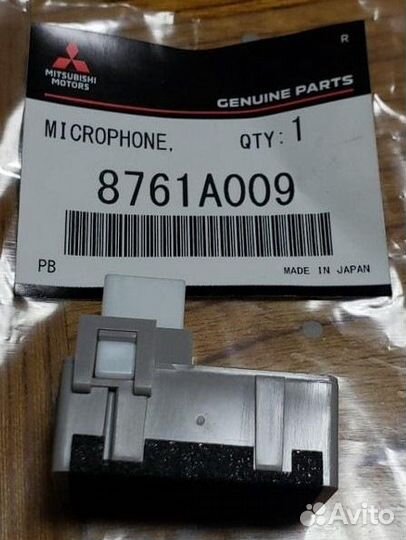 R
MITSUBISHI
MOTORS
GENUINE PARTS
MICROPHONE, QTY: 1
8761A009
PB MADE IN JAPAN
Avito